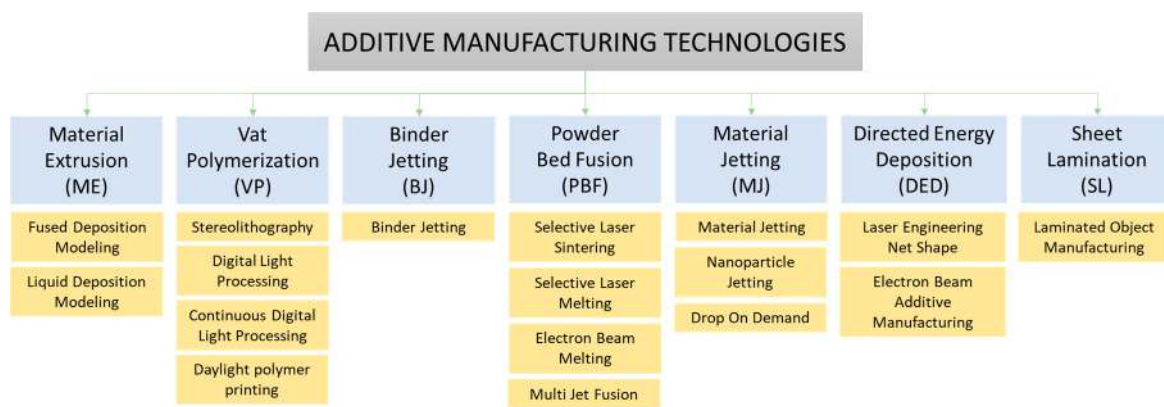 ADDITIVE MANUFACTURING TECHNOLOGIES
Material
Extrusion
(ME)
Fused Deposition
Modeling
Liquid Deposition
Modeling
Vat
Polymerization
(VP)
Stereolithography
Digital Light
Processing
Continuous Digital
Light Processing
Daylight polymer
printing
Binder
Jetting
(BJ)
Binder Jetting
Powder
Bed Fusion
(PBF)
Selective Laser
Sintering
Selective Laser
Melting
Electron Beam
Melting
Multi Jet Fusion
Material
Jetting
(MJ)
Material Jetting
Nanoparticle
Jetting
Drop On Demand
Directed Energy
Deposition
(DED)
Laser Engineering
Net Shape
Electron Beam
Additive
Manufacturing
Sheet
Lamination
(SL)
Laminated Object
Manufacturing